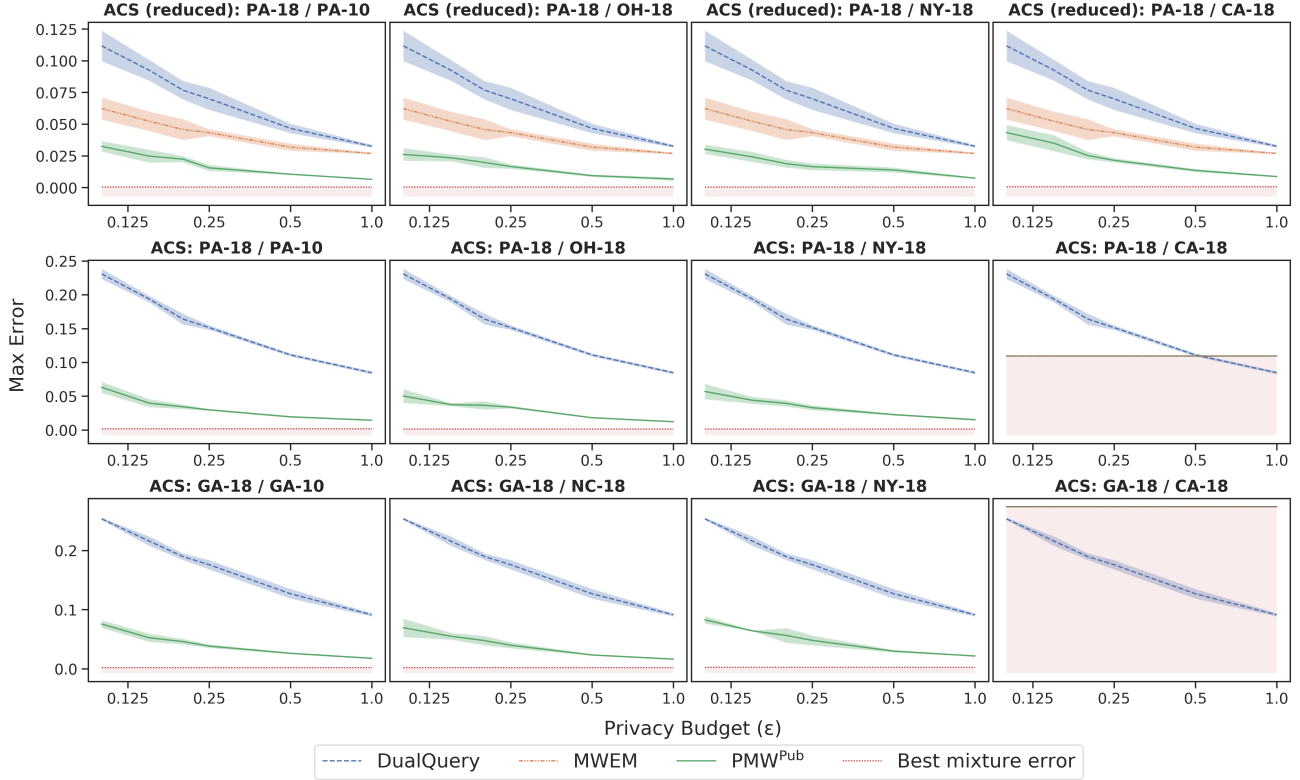 ACS (reduced): PA-18 / PA-10
ACS (reduced): PA-18 / OH-18
ACS (reduced): PA-18 / NY-18
ACS (reduced): PA-18 / CA-18
0.125
0.100
0.075
0.050
0.025
0.000
0.125 0.25 0.5 1.0
0.125 0.25 0.5 1.0
0.125 0.25 0.5 1.0
0.125 0.25 0.5 1.0
Max Error
ACS: PA-18 / PA-10
ACS: PA-18 / OH-18
ACS: PA-18 / NY-18
ACS: PA-18 / CA-18
0.25
0.20
0.15
0.10
0.05
0.00
0.125 0.25 0.5 1.0
0.125 0.25 0.5 1.0
0.125 0.25 0.5 1.0
0.125 0.25 0.5 1.0
ACS: GA-18 / GA-10
ACS: GA-18 / NC-18
ACS: GA-18 / NY-18
ACS: GA-18 / CA-18
0.2
0.1
0.0
0.125 0.25 0.5 1.0
0.125 0.25 0.5 1.0
0.125 0.25 0.5 1.0
0.125 0.25 0.5 1.0
Privacy Budget (ε)
DualQuery MWEM PMW^Pub Best mixture error